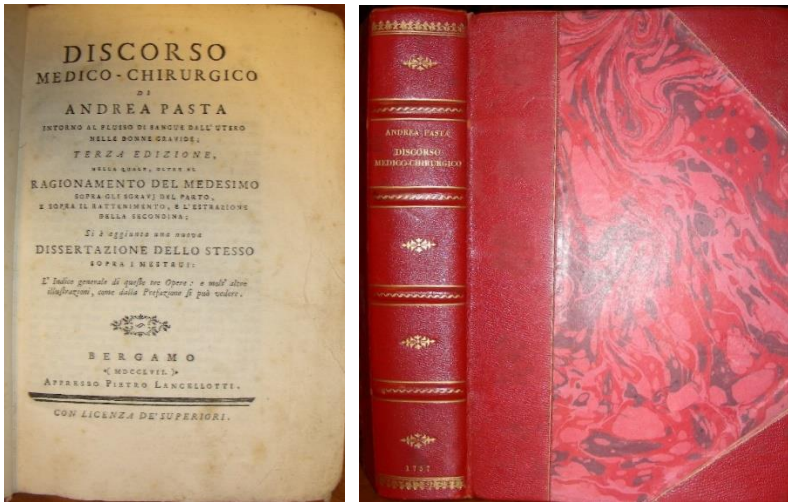 DISCORSO
MEDICO-CHIRURGICO
DI
ANDREA PASTA
INTORNO AL FLUSSO DI SANGUE DALL'UTERO
NELLE DONNE GRAVIDE;
TERZA EDIZIONE,
NELLA QUALE, OLTRE AL
RAGIONAMENTO DEL MEDESIMO
SOPRA GLI SGRAVJ DEL PARTO,
E SOPRA IL RATTENIMENTO, E L'ESTRAZIONE
DELLA SECONDINA;
Si è aggiunta una nuova
DISSERTAZIONE DELLO STESSO
SOPRA I MESTRUI:
L'Indice generale di queste tre Opere: e molt' altre
illustrazioni, come dalla Prefazione si può vedere.
BERGAMO
( MDCCLVII. )
APPRESSO PIETRO LANCELLOTTI.
CON LICENZA DE' SUPERIORI.
ANDREA PASTA
DISCORSO
MEDICO-CHIRURGICO
1757